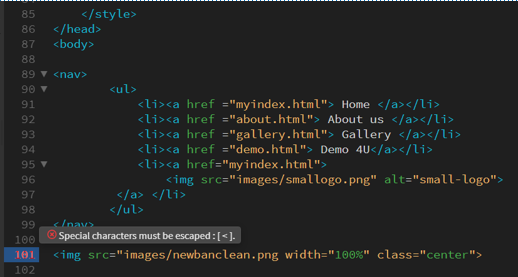 85 </style>
86 </head>
87 <body>
88
89 <nav>
90 <ul>
91 <li><a href ="myindex.html"> Home </a></li>
92 <li><a href ="about.html"> About us </a></li>
93 <li><a href ="gallery.html"> Gallery </a></li>
94 <li><a href ="demo.html"> Demo 4U</a></li>
95 <li><a href="myindex.html">
96 <img src="images/smallogo.png" alt="small-logo">
97 </a> </li>
98 </ul>
99 </nav>
100
Special characters must be escaped : [ < ].
101 <img src="images/newbanclean.png width="100%" class="center">
102